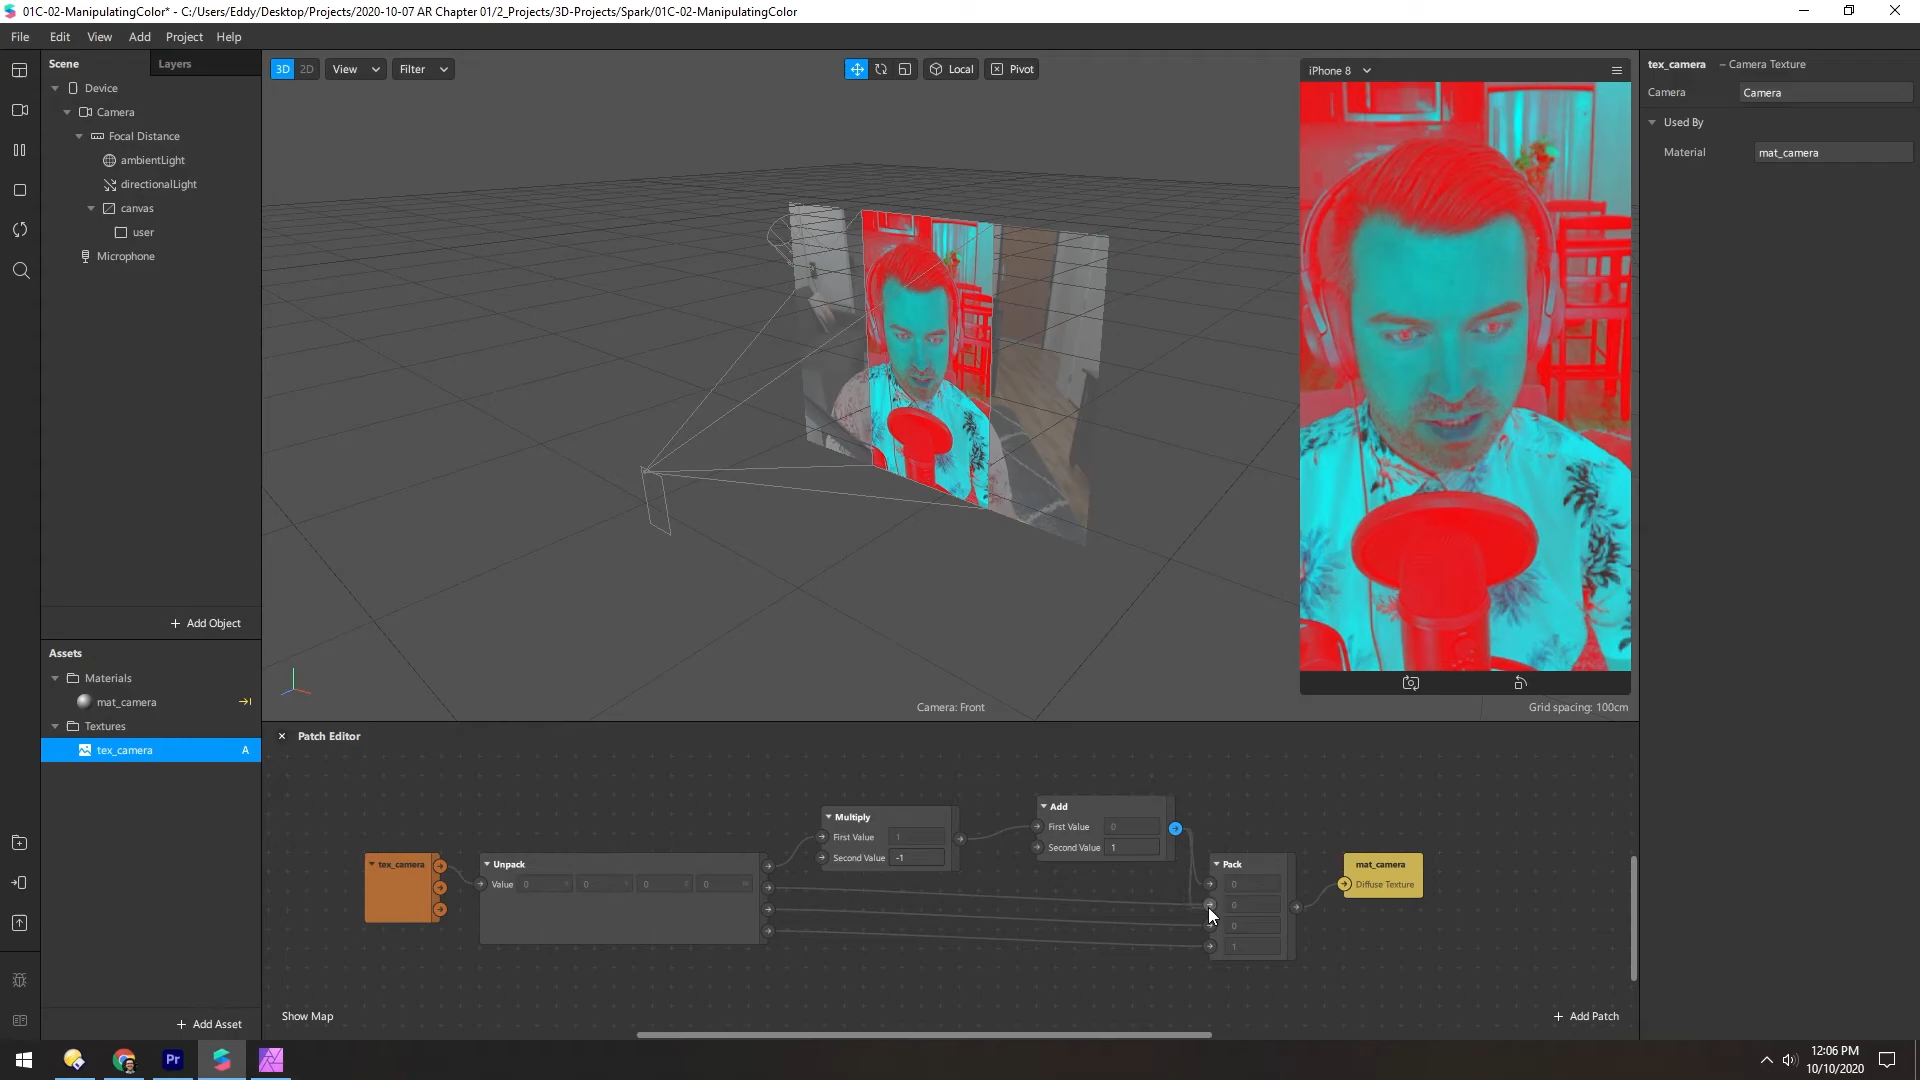 01C-02-ManipulatingColor* - C:/Users/Eddy/Desktop/Projects/2020-10-07 AR Chapter 01/2_Projects/3D-Projects/Spark/01C-02-ManipulatingColor
File Edit View Add Project Help
Scene Layers
3D 2D View Filter Local Pivot
iPhone 8
tex_camera – Camera Texture
Camera Camera
Used By
Material mat_camera
Device
Camera
Focal Distance
ambientLight
directionalLight
canvas
user
Microphone
+ Add Object
Assets
Materials
mat_camera
Textures
tex_camera A
+ Add Asset
Camera: Front
Grid spacing: 100cm
Patch Editor
tex_camera
Unpack
Value 0 0 0 0
Multiply
First Value 1
Second Value -1
Add
First Value 0
Second Value 1
Pack
0
0
0
1
mat_camera
Diffuse Texture
Show Map
+ Add Patch
Pr
12:06 PM
10/10/2020